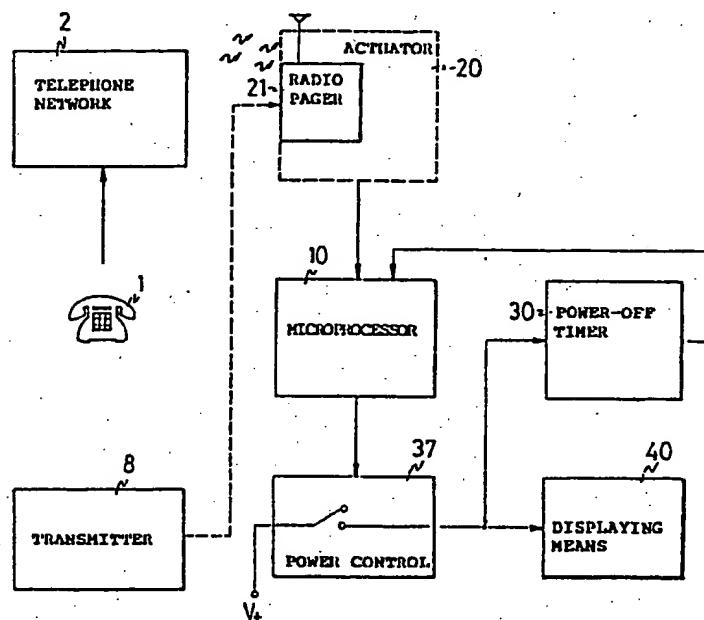 2
TELEPHONE
NETWORK
ACTUATOR
20
21
RADIO
PAGER
1
10
MICROPROCESSOR
30
POWER-OFF
TIMER
8
TRANSMITTER
37
POWER CONTROL
V+
40
DISPLAYING
MEANS